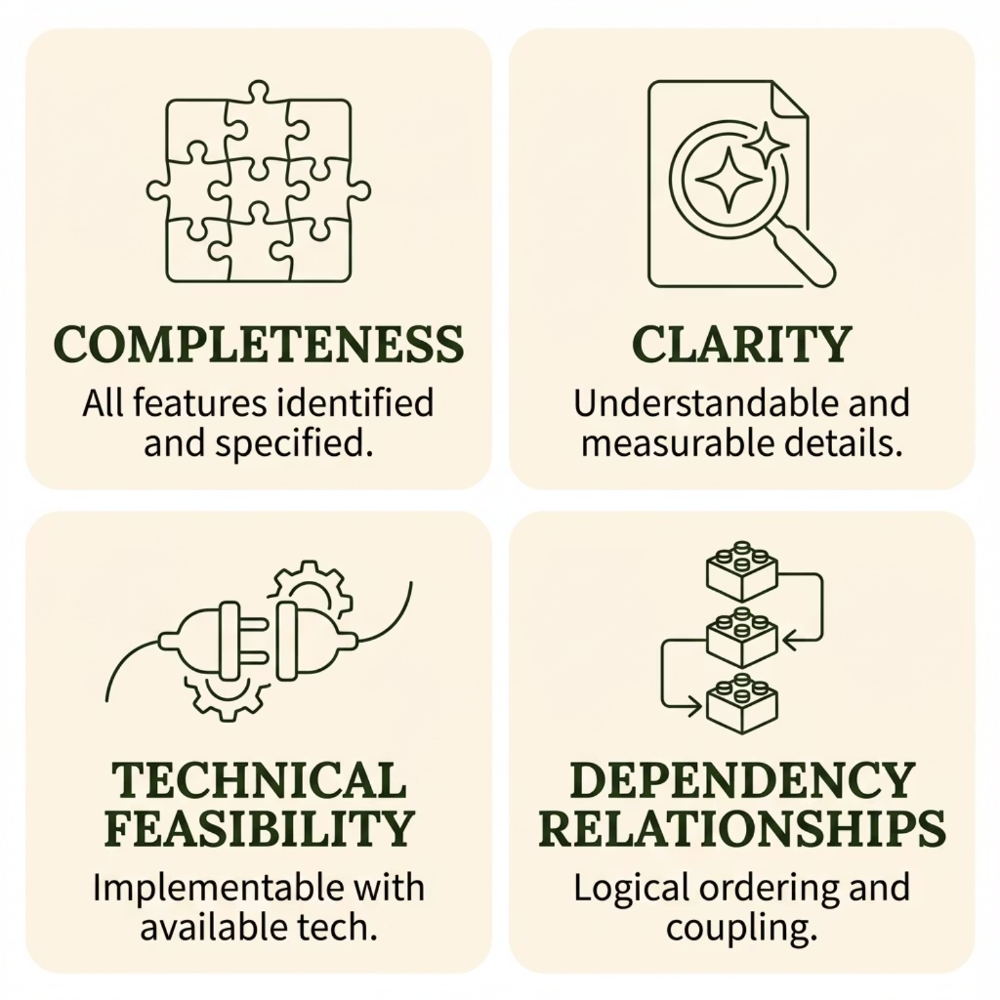 COMPLETENESS
All features identified
and specified.
CLARITY
Understandable and
measurable details.
TECHNICAL
FEASIBILITY
Implementable with
available tech.
DEPENDENCY
RELATIONSHIPS
Logical ordering and
coupling.